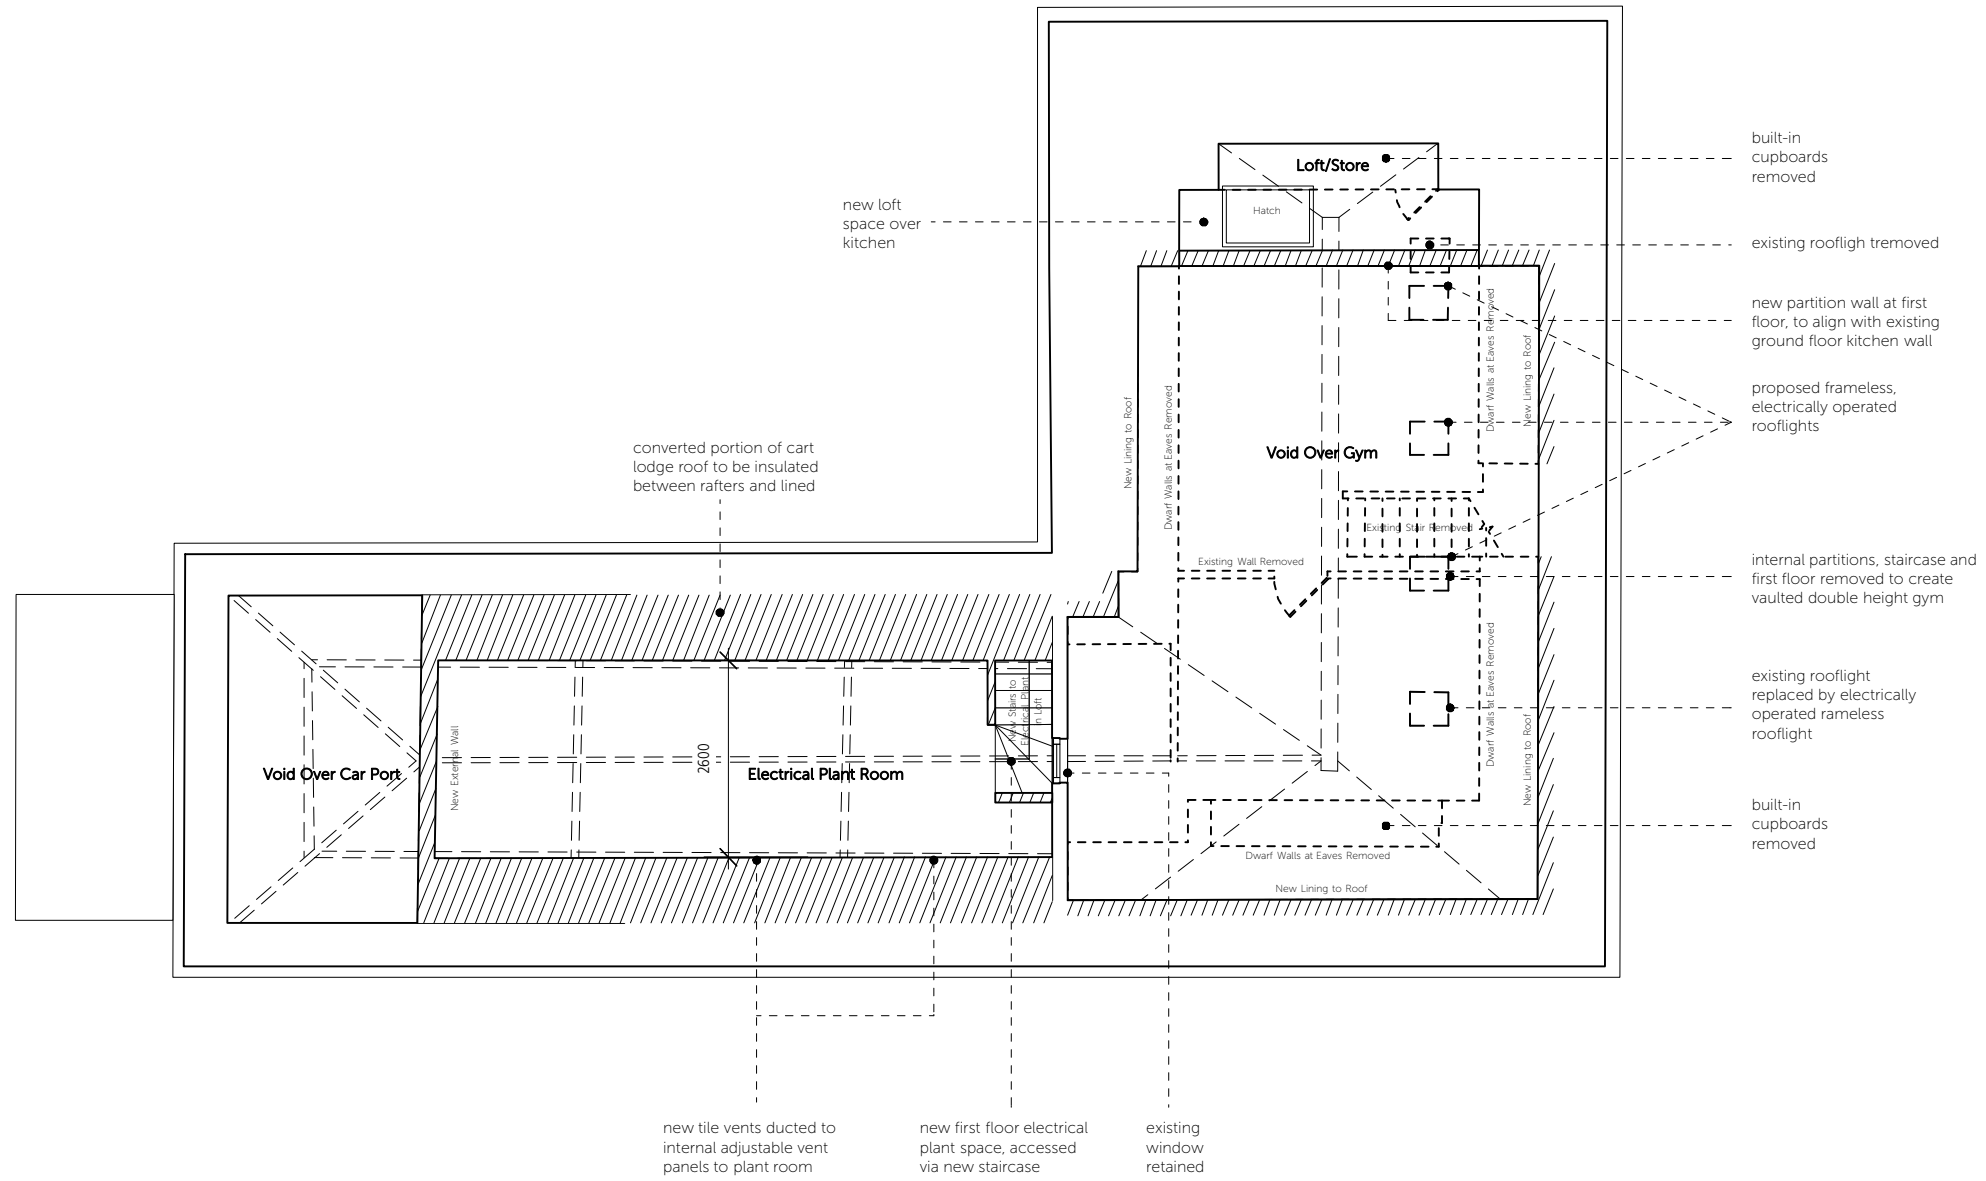 built-in
cupboards
removed
Loft/Store
Hatch
new loft
space over
kitchen
existing roofligh tremoved
new partition wall at first
floor, to align with existing
ground floor kitchen wall
Dwarf Walls at Eaves Removed
New Lining to Roof
proposed frameless,
electrically operated
rooflights
New Lining to Roof
Dwarf Walls at Eaves Removed
Void Over Gym
converted portion of cart
lodge roof to be insulated
between rafters and lined
Existing Stair Removed
Existing Wall Removed
internal partitions, staircase and
first floor removed to create
vaulted double height gym
Dwarf Walls at Eaves Removed
New Lining to Roof
existing rooflight
replaced by electrically
operated rameless
rooflight
New Stairs to
Electrical Plant
in Loft
New External Wall
2600
Void Over Car Port
Electrical Plant Room
built-in
cupboards
removed
Dwarf Walls at Eaves Removed
New Lining to Roof
new tile vents ducted to
internal adjustable vent
panels to plant room
new first floor electrical
plant space, accessed
via new staircase
existing
window
retained